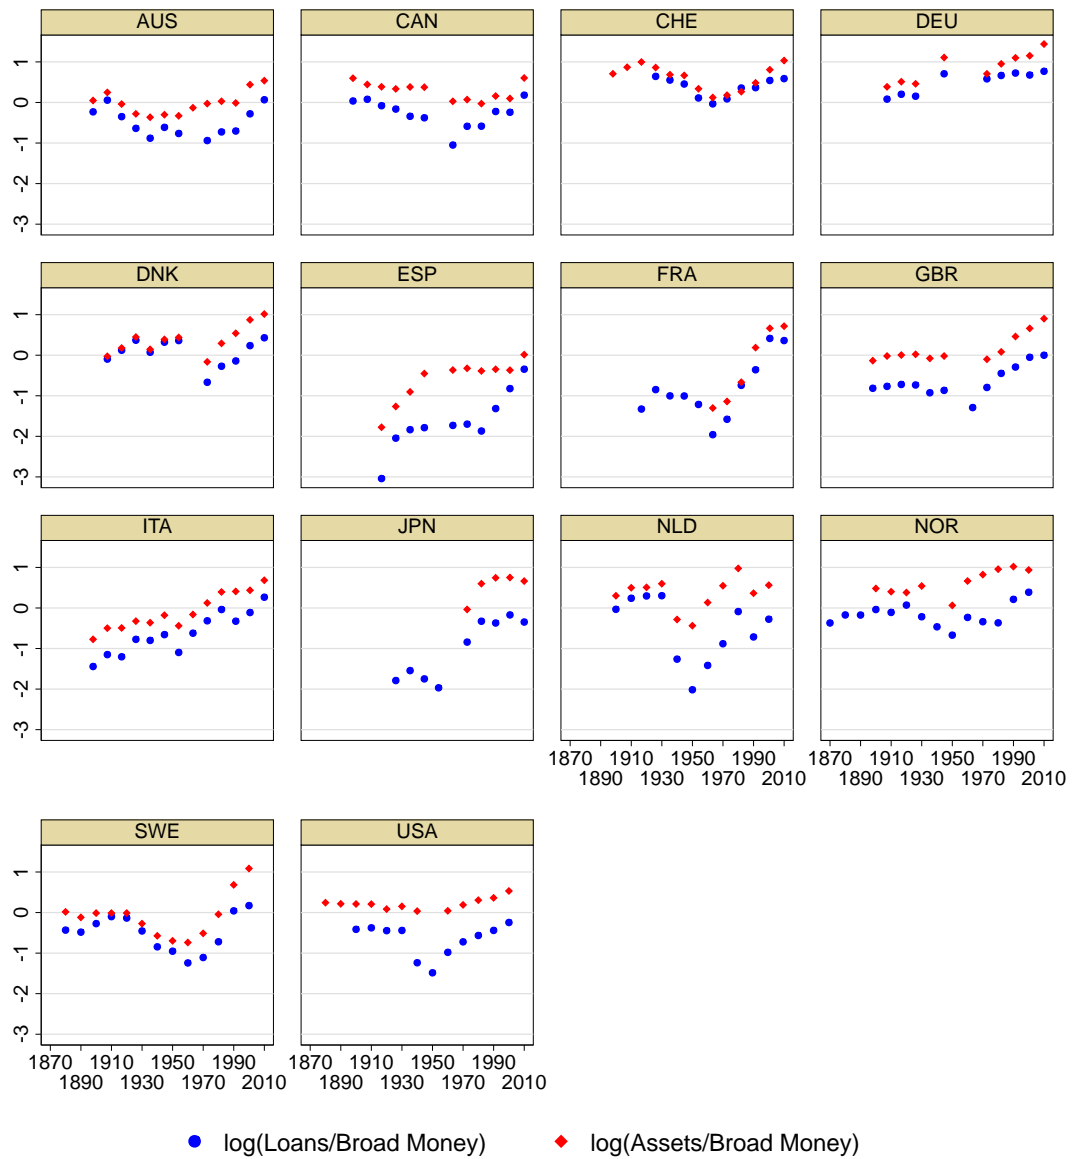 AUS CAN CHE DEU
1
0
-1
-2
-3
DNK ESP FRA GBR
1
0
-1
-2
-3
ITA JPN NLD NOR
1
0
-1
-2
-3
1870 1910 1950 1990 1870 1910 1950 1990
1890 1930 1970 2010 1890 1930 1970 2010
SWE USA
1
0
-1
-2
-3
1870 1910 1950 1990 1870 1910 1950 1990
1890 1930 1970 2010 1890 1930 1970 2010
log(Loans/Broad Money) log(Assets/Broad Money)